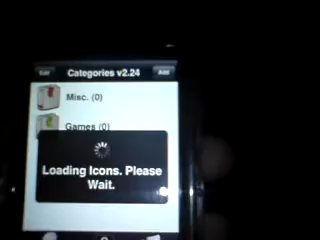 Edit Categories v2.24 Add
Misc. (0)
Games (0)
Loading Icons. Please
Wait.